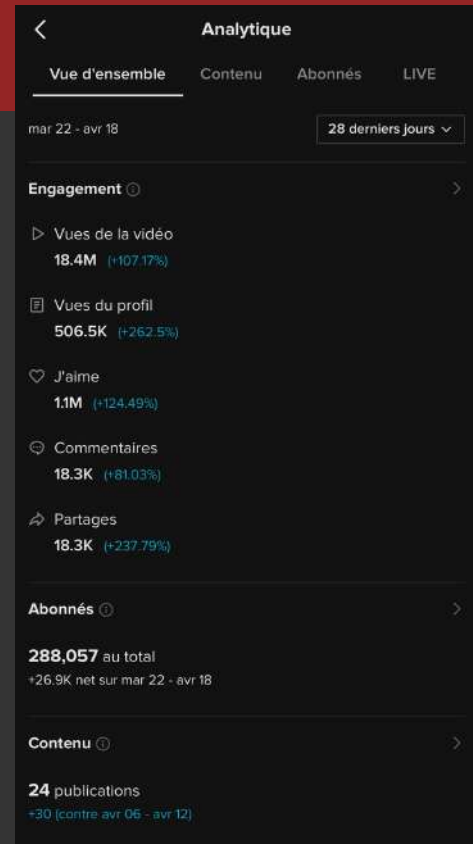 Analytique
Vue d'ensemble Contenu Abonnés LIVE
mar 22 - avr 18 28 derniers jours
Engagement
Vues de la vidéo
18.4M (+107.17%)
Vues du profil
506.5K (+262.5%)
J'aime
1.1M (+124.49%)
Commentaires
18.3K (+81.03%)
Partages
18.3K (+237.79%)
Abonnés
288,057 au total
+26.9K net sur mar 22 - avr 18
Contenu
24 publications
+30 (contre avr 06 - avr 12)